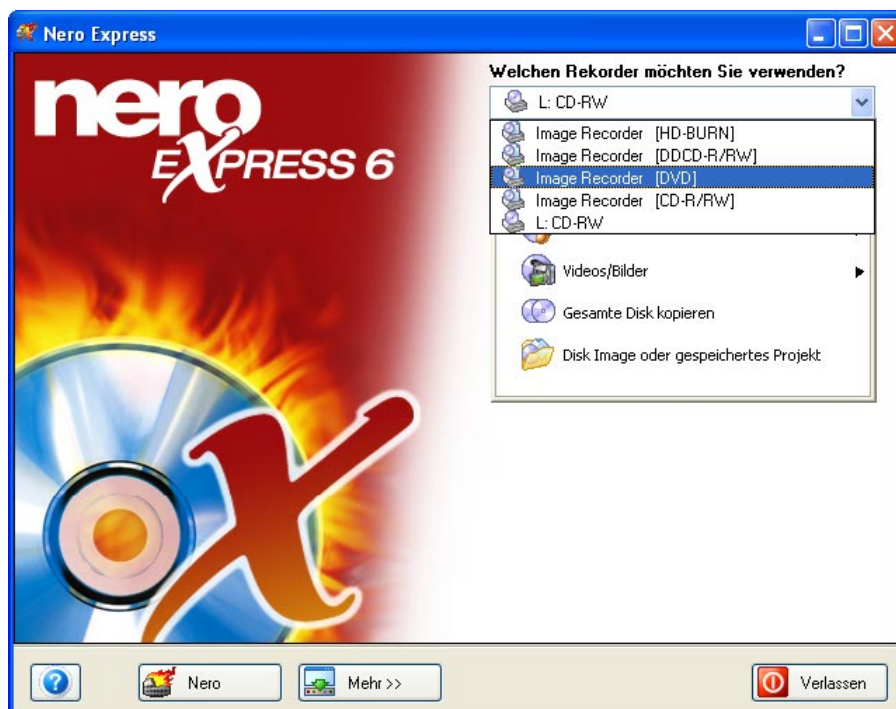 Nero Express
nero
EXPRESS 6
Welchen Rekorder möchten Sie verwenden?
L: CD-RW
Image Recorder [HD-BURN]
Image Recorder [DDCD-R/RW]
Image Recorder [DVD]
Image Recorder [CD-R/RW]
L: CD-RW
Videos/Bilder
Gesamte Disk kopieren
Disk Image oder gespeichertes Projekt
Nero
Mehr >>
Verlassen